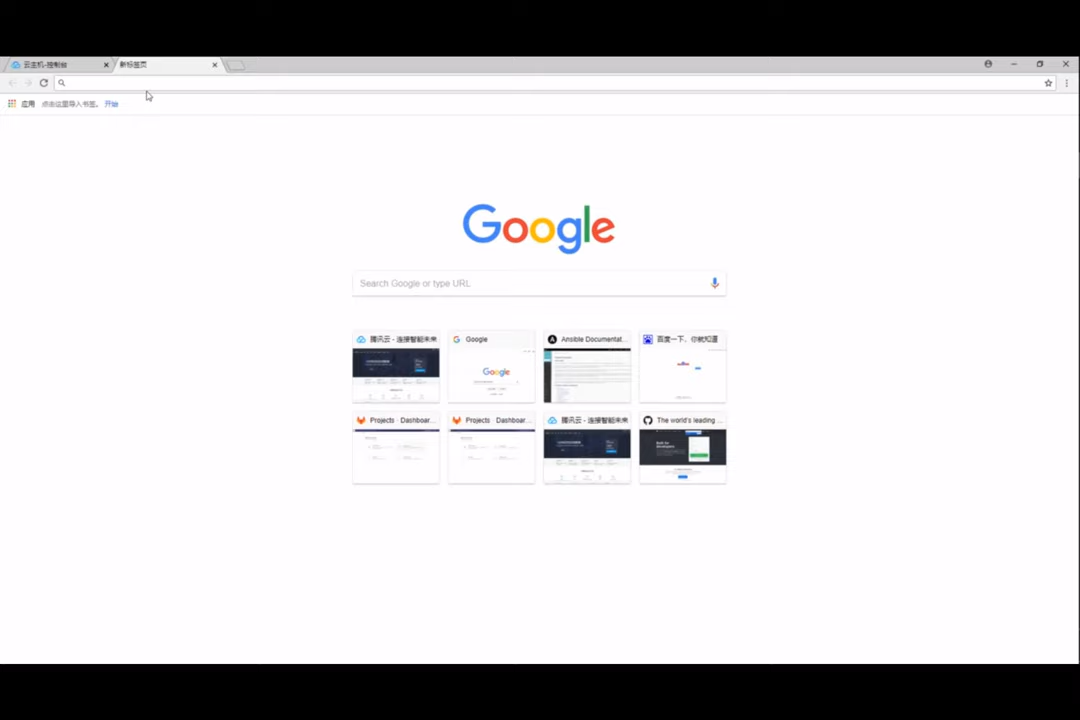 云主机-控制台
新标签页
应用 点击这里导入书签。 开始
Google
Search Google or type URL
腾讯云 - 连接智能未来
Google
Ansible Documentat...
百度一下，你就知道
Projects · Dashboar...
Projects · Dashboar...
腾讯云 - 连接智能未来
The world's leading ...
Google